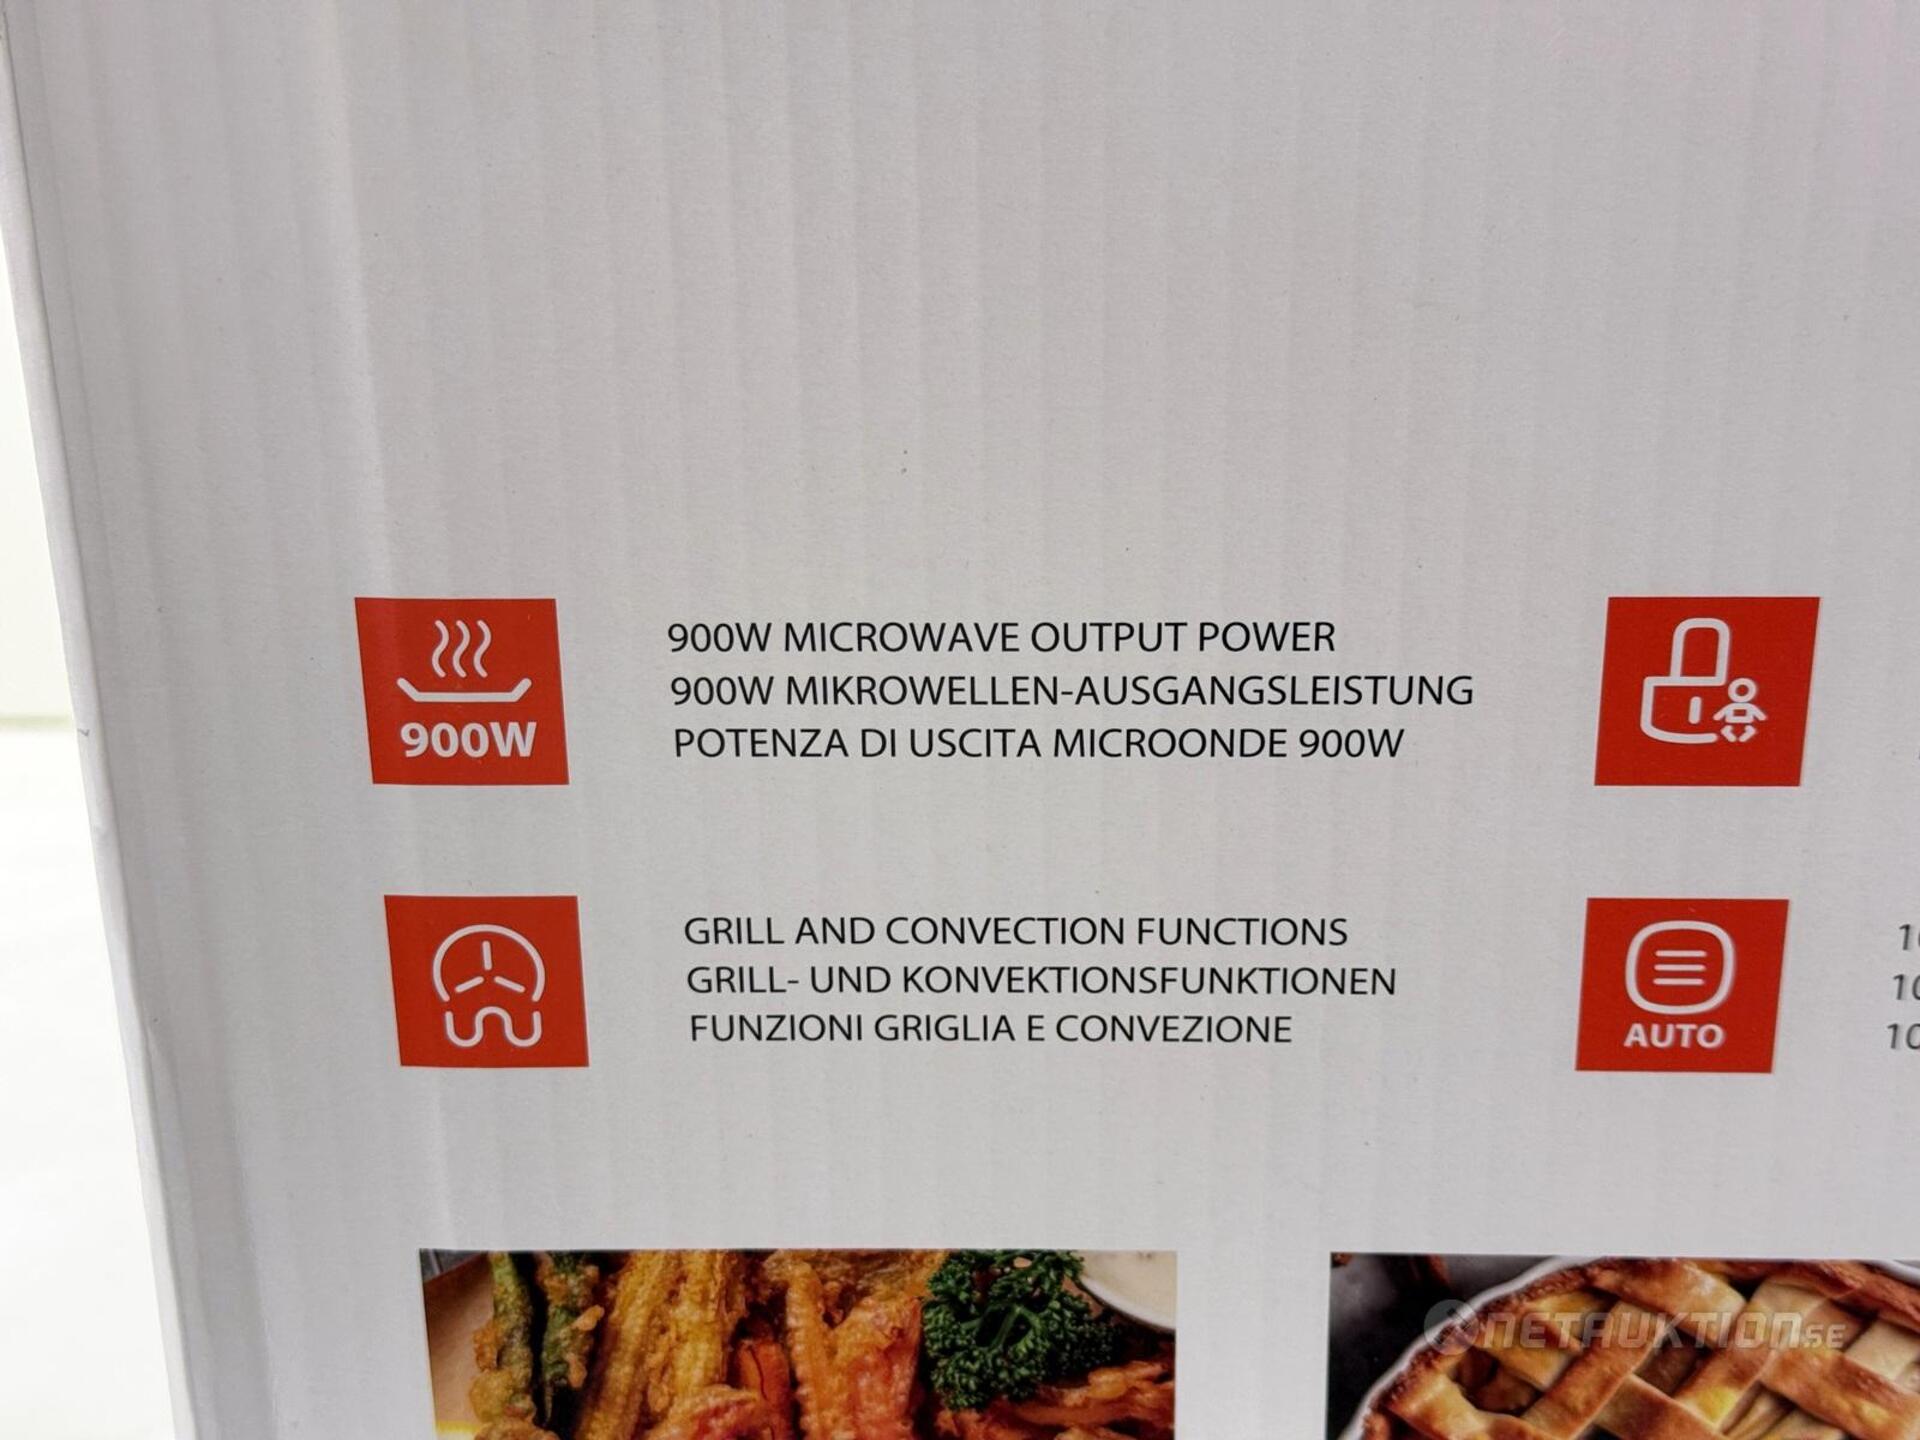 900W
900W MICROWAVE OUTPUT POWER
900W MIKROWELLEN-AUSGANGSLEISTUNG
POTENZA DI USCITA MICROONDE 900W
GRILL AND CONVECTION FUNCTIONS
GRILL- UND KONVEKTIONSFUNKTIONEN
FUNZIONI GRIGLIA E CONVEZIONE
AUTO
NETAUKTION.SE